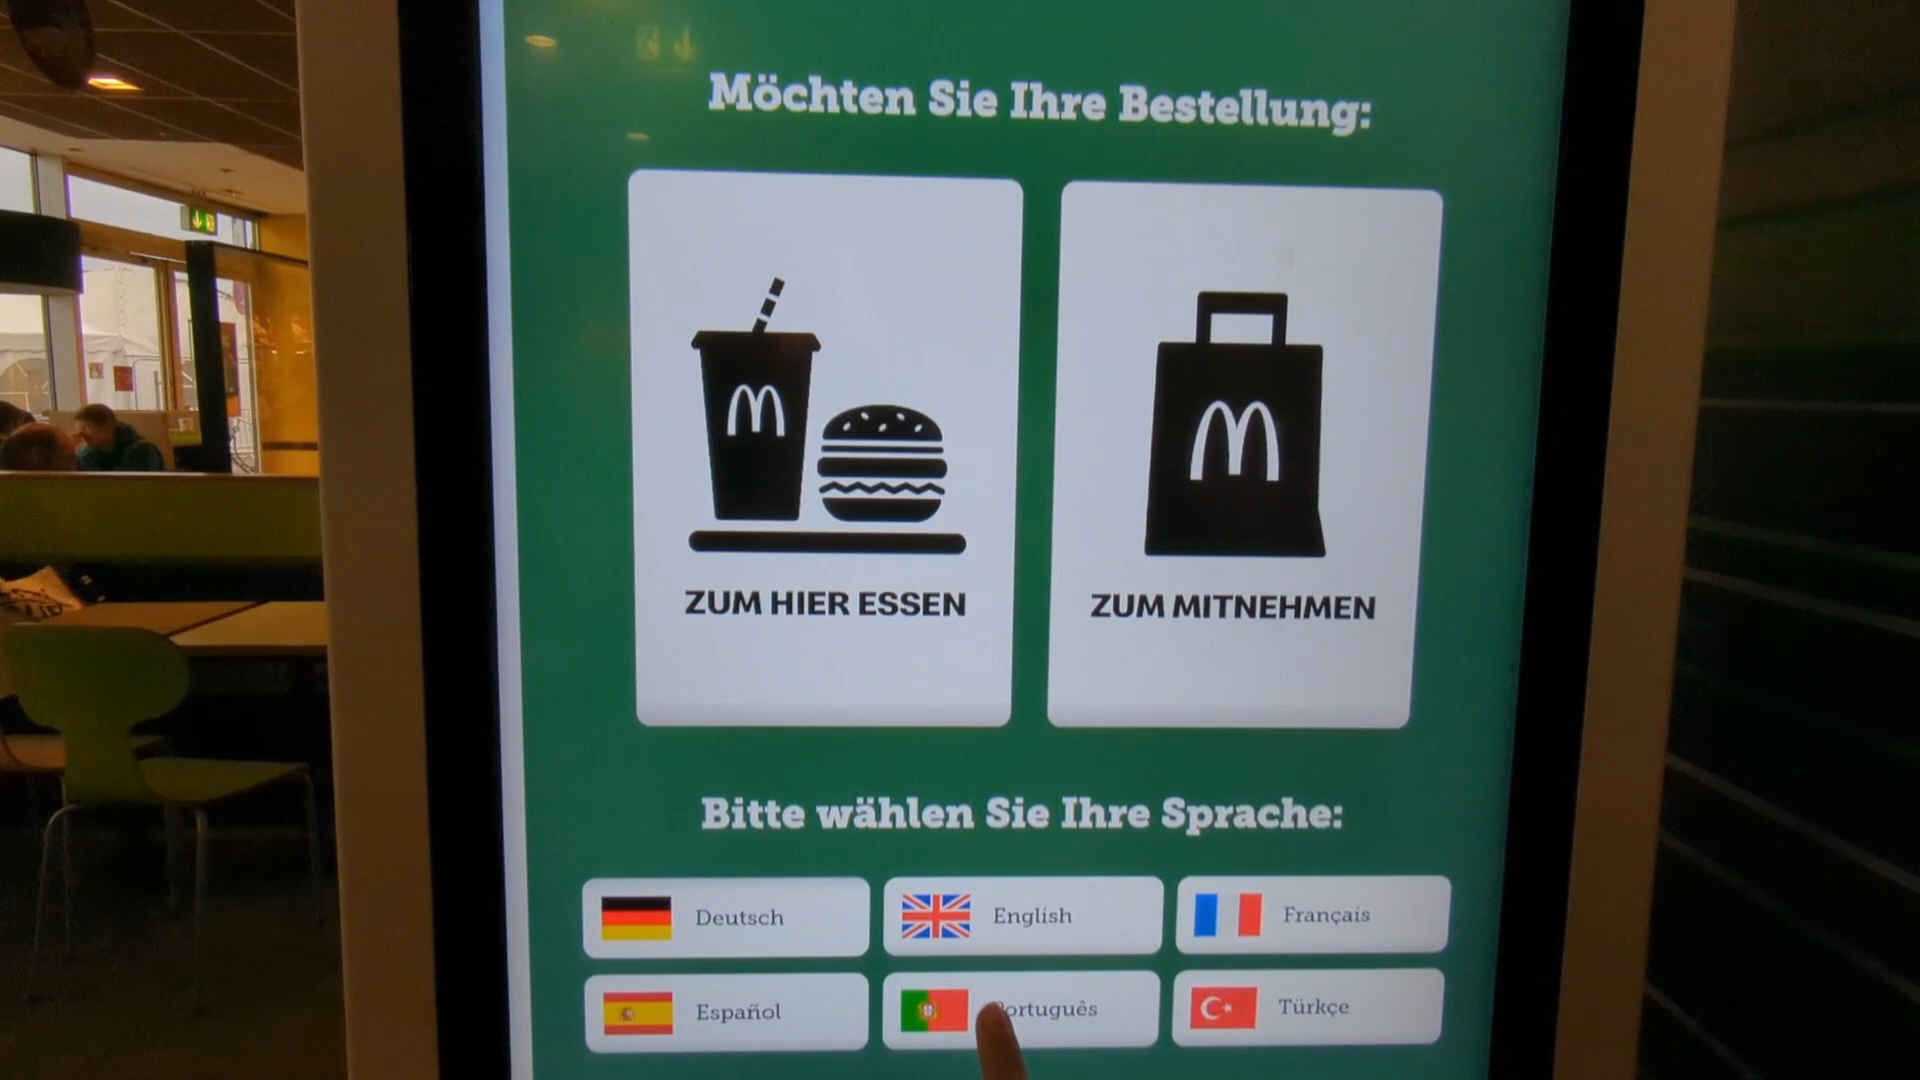 Möchten Sie Ihre Bestellung:
ZUM HIER ESSEN
ZUM MITNEHMEN
Bitte wählen Sie Ihre Sprache:
Deutsch
English
Français
Español
Português
Türkçe